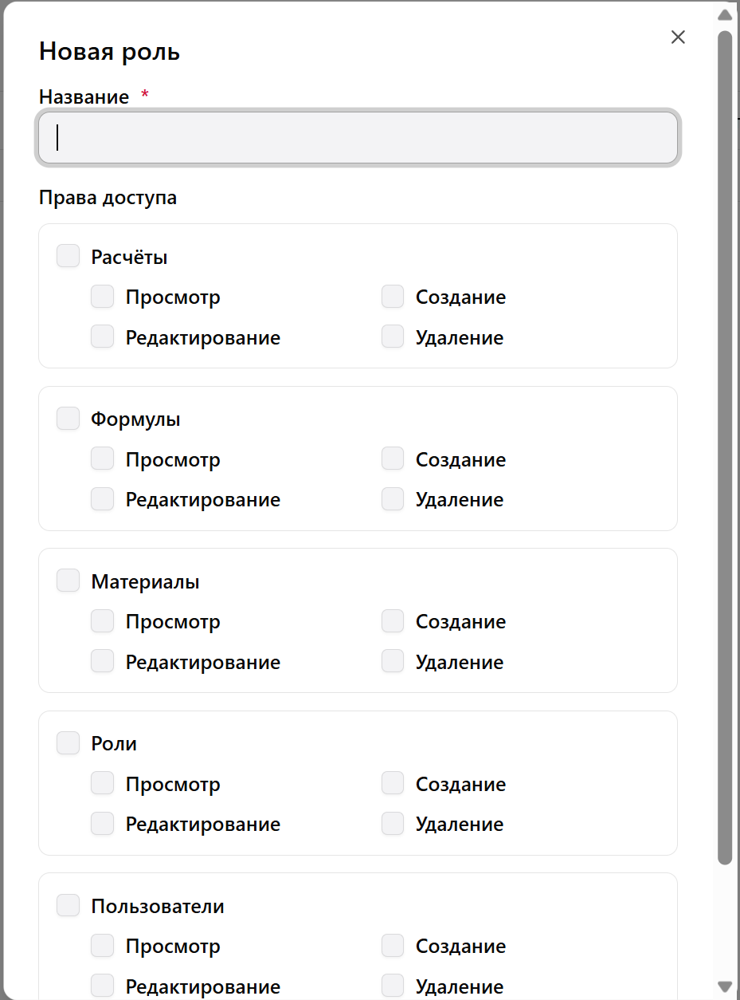 Новая роль
Название *
Права доступа
Расчёты
Просмотр Создание
Редактирование Удаление
Формулы
Просмотр Создание
Редактирование Удаление
Материалы
Просмотр Создание
Редактирование Удаление
Роли
Просмотр Создание
Редактирование Удаление
Пользователи
Просмотр Создание
Редактирование Удаление